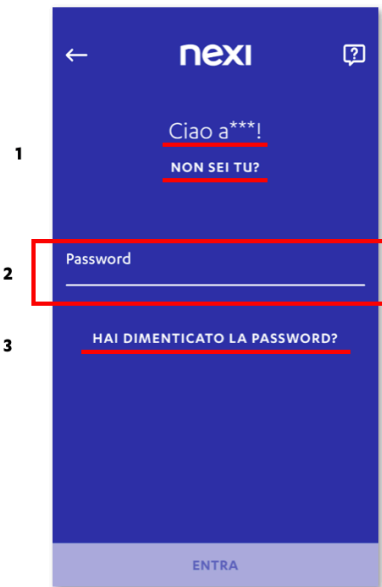 nexi
?
Ciao a***!
1
NON SEI TU?
Password
2
3
HAI DIMENTICATO LA PASSWORD?
ENTRA